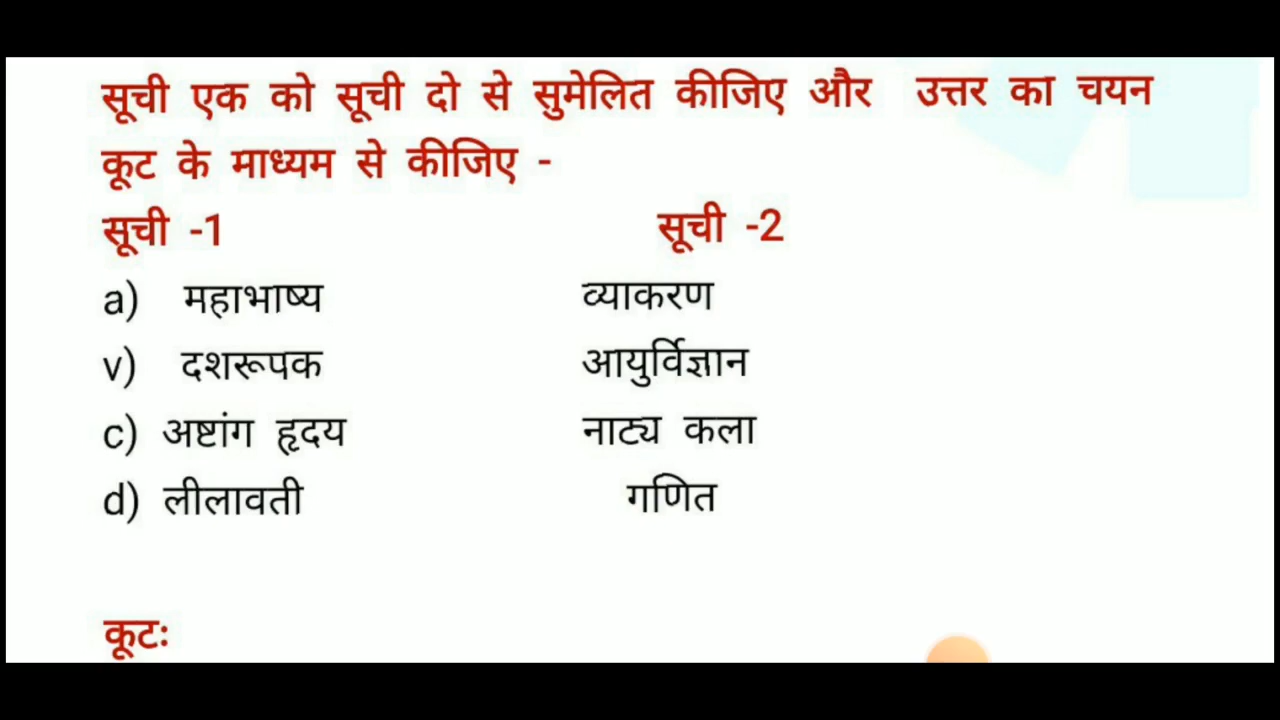 सूची एक को सूची दो से सुमेलित कीजिए और उत्तर का चयन
कूट के माध्यम से कीजिए -
सूची -1 सूची -2
a) महाभाष्य व्याकरण
v) दशरूपक आयुर्विज्ञान
c) अष्टांग हृदय नाट्य कला
d) लीलावती गणित
कूटः